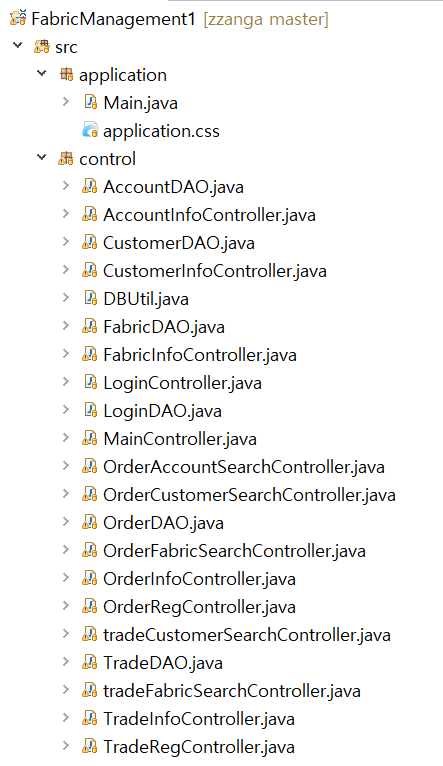 FabricManagement1 [zzanga master]
src
application
Main.java
application.css
control
AccountDAO.java
AccountInfoController.java
CustomerDAO.java
CustomerInfoController.java
DBUtil.java
FabricDAO.java
FabricInfoController.java
LoginController.java
LoginDAO.java
MainController.java
OrderAccountSearchController.java
OrderCustomerSearchController.java
OrderDAO.java
OrderFabricSearchController.java
OrderInfoController.java
OrderRegController.java
tradeCustomerSearchController.java
TradeDAO.java
tradeFabricSearchController.java
TradeInfoController.java
TradeRegController.java